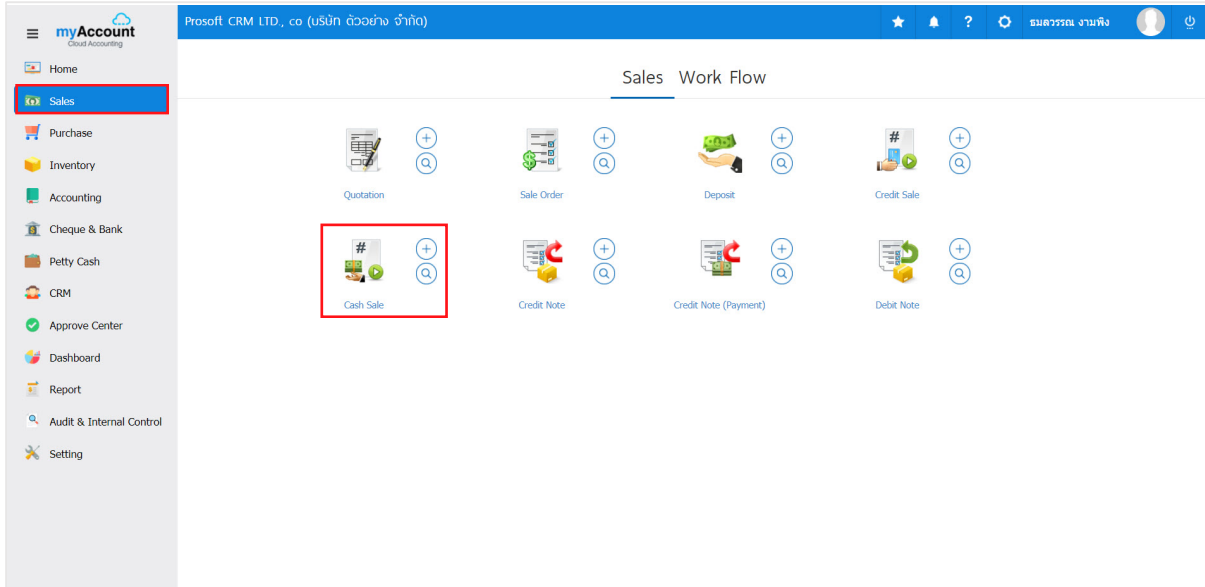 myAccount
Cloud Accounting
Prosoft CRM LTD., co (บริษัท ตัวอย่าง จำกัด)
?
ธมลวรรณ งามพิง
Home
Sales
Purchase
Inventory
Accounting
Cheque & Bank
Petty Cash
CRM
Approve Center
Dashboard
Report
Audit & Internal Control
Setting
Sales Work Flow
Quotation
Sale Order
Deposit
#
Credit Sale
#
Cash Sale
Credit Note
Credit Note (Payment)
Debit Note